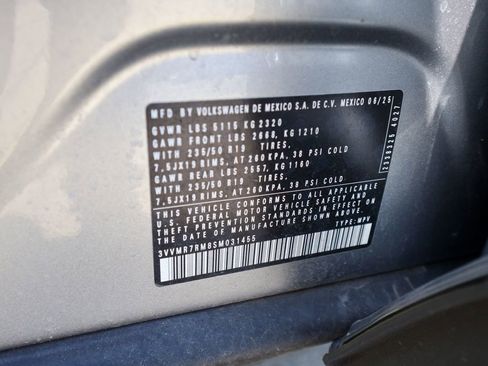 MFD BY VOLKSWAGEN DE MEXICO S.A. DE C.V. MEXICO 06/25
GVWR LBS 5115 KG 2320
GAWR FRONT LBS 2668, KG 1210
WITH 235/50 R19 TIRES,
7.5JX19 RIMS, AT 260 KPA, 38 PSI COLD
GAWR REAR LBS 2557, KG 1160
WITH 235/50 R19 TIRES,
7.5JX19 RIMS, AT 260 KPA, 38 PSI COLD
THIS VEHICLE CONFORMS TO ALL APPLICABLE
U.S. FEDERAL MOTOR VEHICLE SAFETY
AND THEFT PREVENTION STANDARDS IN EFFECT ON
THE DATE OF MANUFACTURE SHOWN ABOVE.
3VVMR7RM8SM031455 TYPE: MPV
2338325 6027